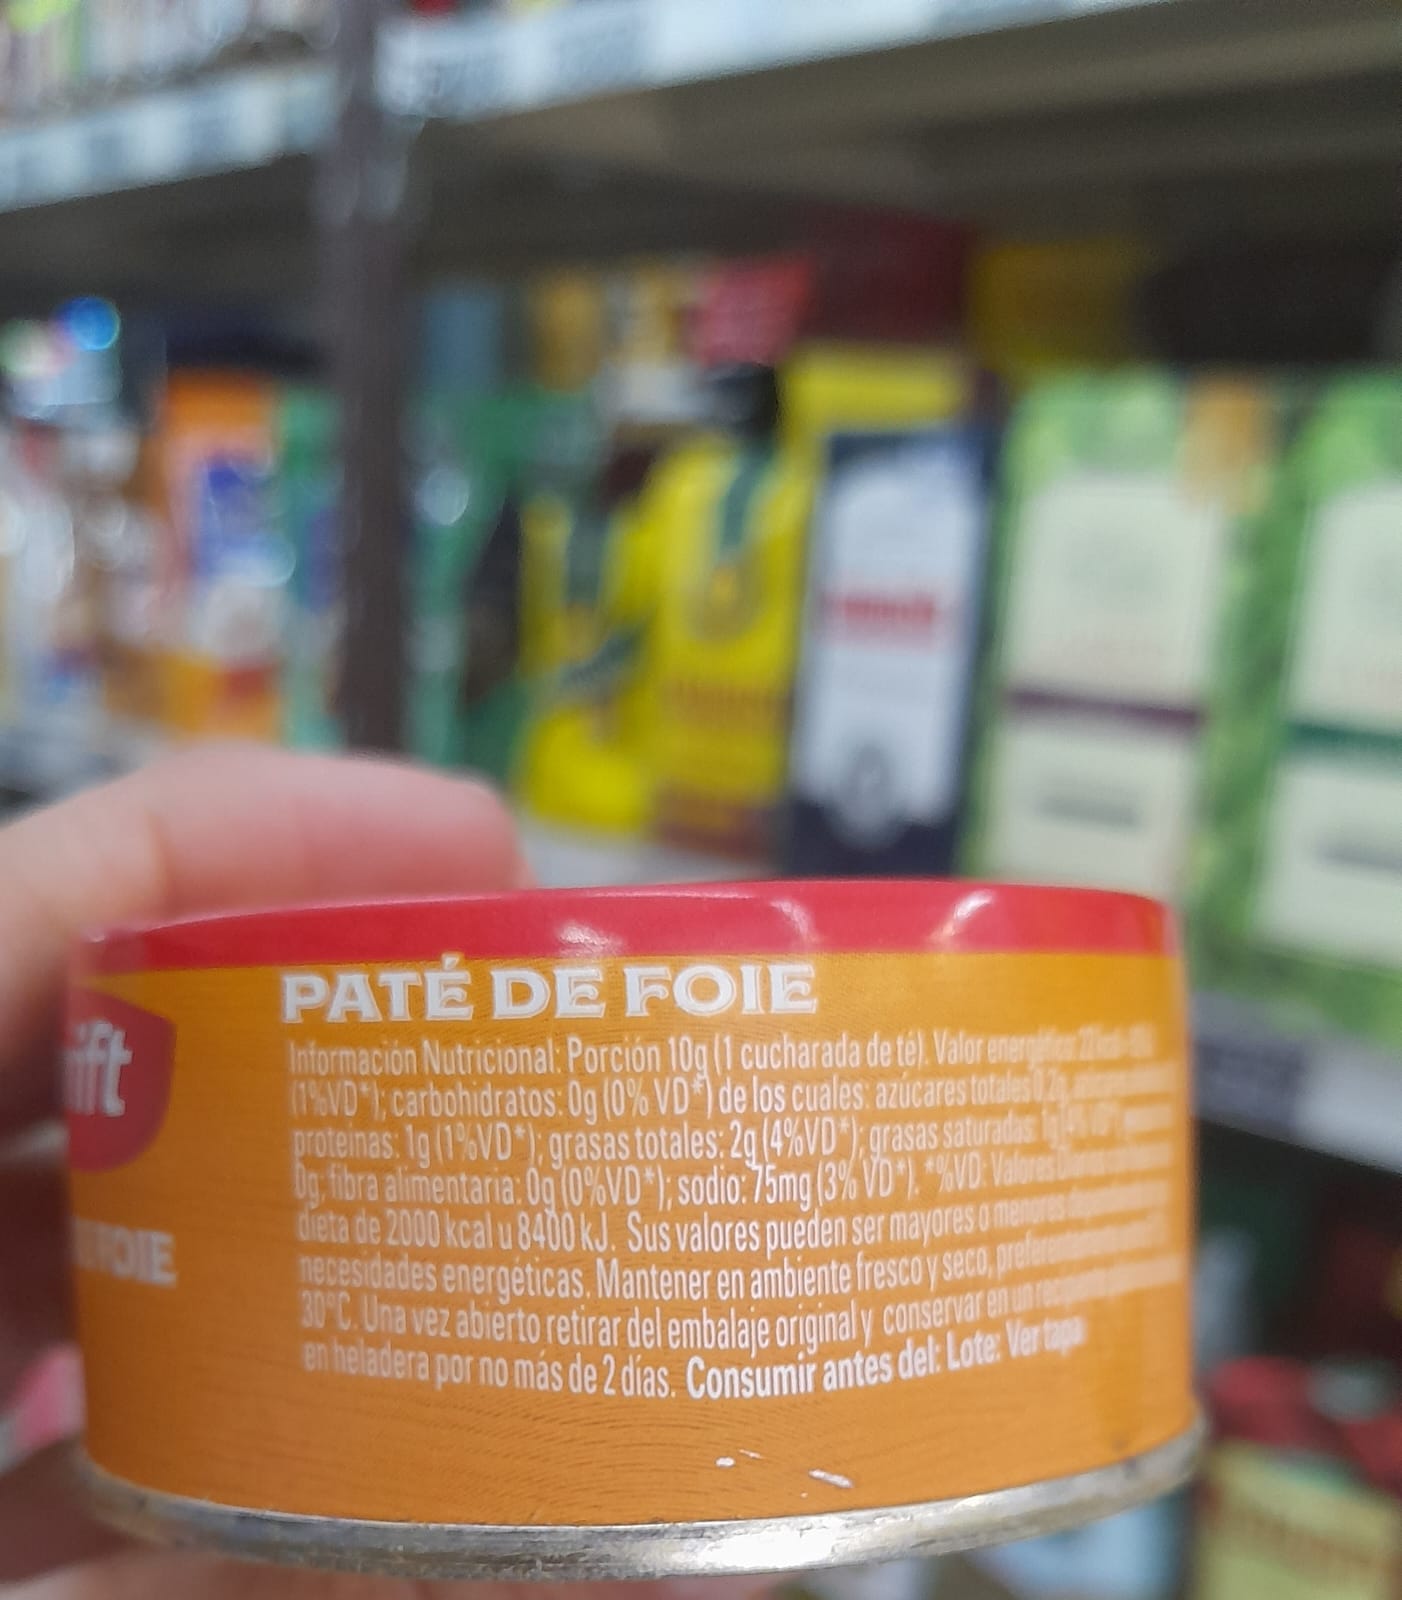 PATÉ DE FOIE
Información Nutricional: Porción 10g (1 cucharada de té). Valor energético:
(1%VD*); carbohidratos: 0g (0% VD*) de los cuales: azúcares totales
proteínas: 1g (1%VD*); grasas totales: 2g (4%VD*); grasas saturadas: 1g
0g; fibra alimentaria: 0g (0%VD*); sodio: 75mg (3% VD*). *%VD: Valores Diarios
dieta de 2000 kcal u 8400 kJ. Sus valores pueden ser mayores o menores
necesidades energéticas. Mantener en ambiente fresco y seco,
30°C. Una vez abierto retirar del embalaje original y conservar en un
en heladera por no más de 2 días. Consumir antes del: Lote: Ver tapa
ift
FOIE